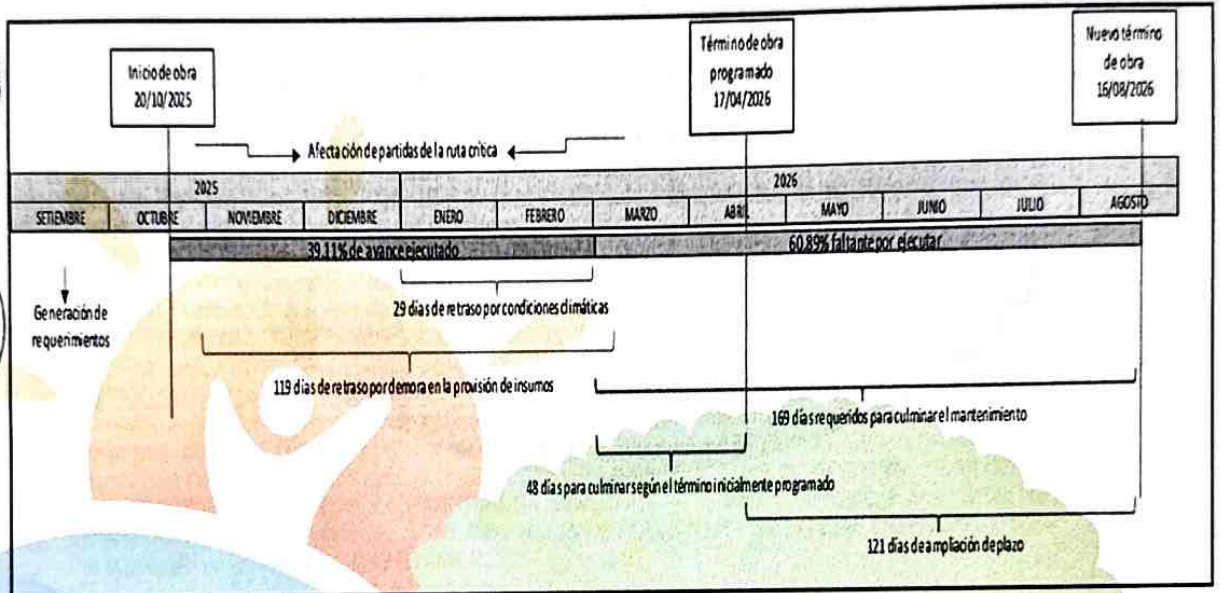 Inicio de obra
20/10/2025
Término de obra
programado
17/04/2026
Nuevo término
de obra
16/08/2026
Afectación de partidas de la ruta crítica
2025 2026
SETIEMBRE OCTUBRE NOVIEMBRE DICIEMBRE ENERO FEBRERO MARZO ABRIL MAYO JUNIO JULIO AGOSTO
39.11% de avance ejecutado 60.89% faltante por ejecutar
Generación de
requerimientos
29 días de retraso por condiciones climáticas
119 días de retraso por demora en la provisión de insumos
169 días requeridos para culminar el mantenimiento
48 días para culminar según el término inicialmente programado
121 días de ampliación de plazo